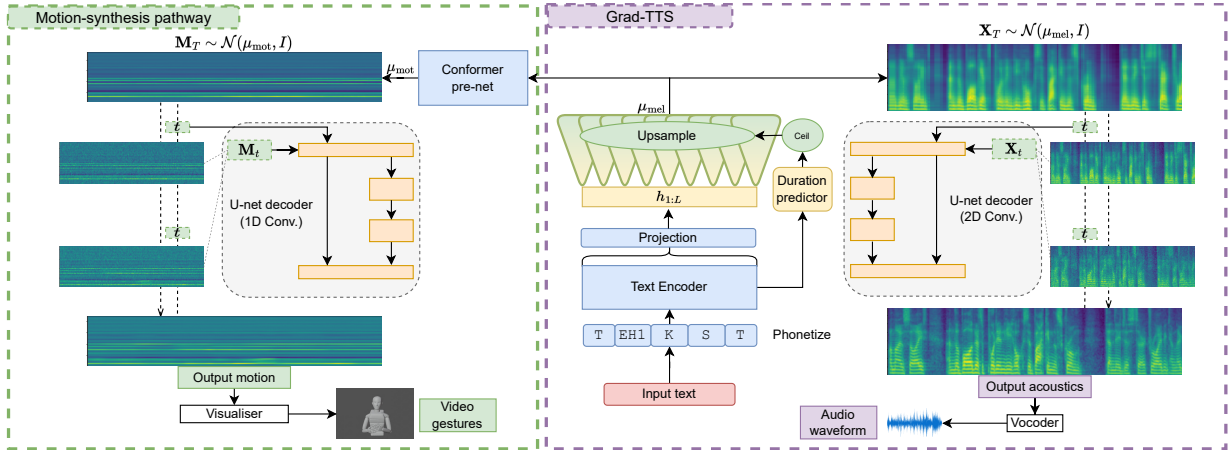 Motion-synthesis pathway
M_T ∼ 𝒩(μ_mot, I)
μ_mot
Conformer
pre-net
t
M_t
U-net decoder
(1D Conv.)
t
Output motion
Visualiser
Video
gestures
Grad-TTS
X_T ∼ 𝒩(μ_mel, I)
μ_mel
Upsample
Ceil
Duration
predictor
h_{1:L}
Projection
Text Encoder
T EH1 K S T
Phonetize
Input text
t
X_t
U-net decoder
(2D Conv.)
t
Output acoustics
Vocoder
Audio
waveform